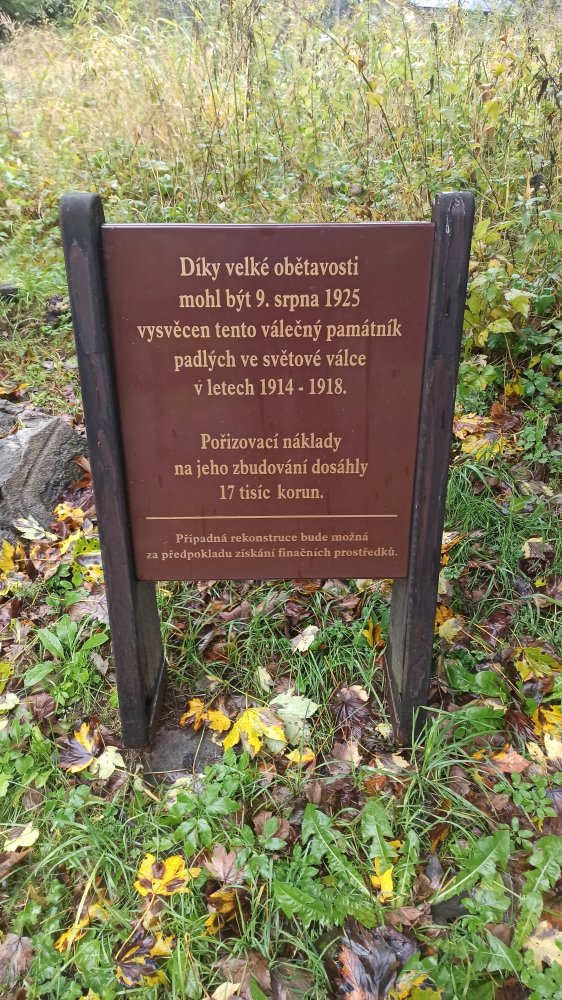 Díky velké obětavosti
mohl být 9. srpna 1925
vysvěcen tento válečný památník
padlých ve světové válce
v letech 1914 - 1918.
Pořizovací náklady
na jeho zbudování dosáhly
17 tisíc korun.
Případná rekonstruce bude možná
za předpokladu získání finačních prostředků.